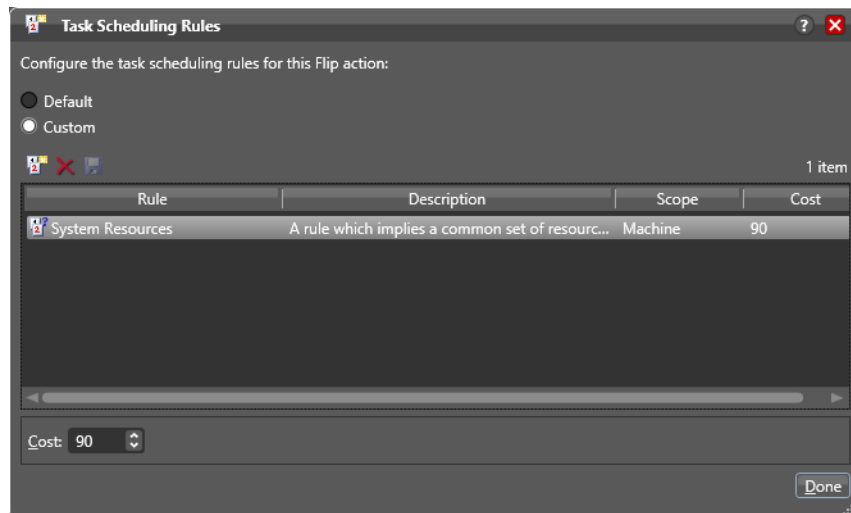 Task Scheduling Rules
Configure the task scheduling rules for this Flip action:
Default
Custom
1 item
Rule Description Scope Cost
System Resources A rule which implies a common set of resourc... Machine 90
Cost: 90
Done